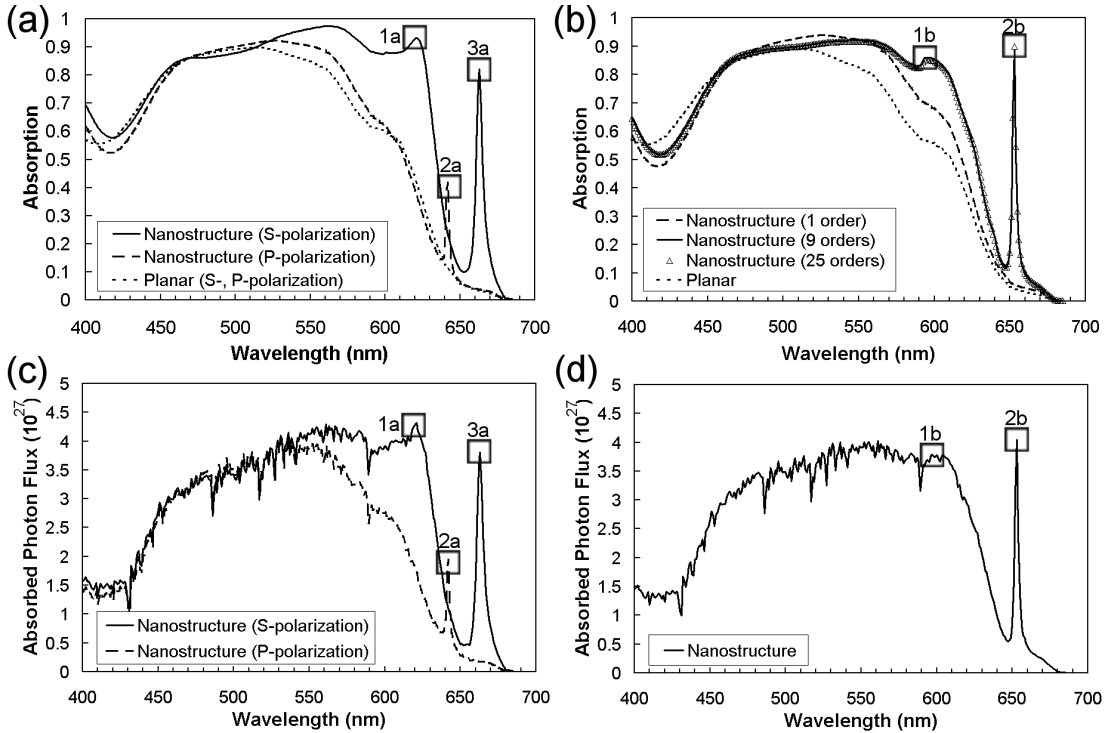 (a)
1
0.9
0.8
0.7
0.6
0.5
0.4
0.3
0.2
0.1
0
Absorption
1a
2a
3a
Nanostructure (S-polarization)
Nanostructure (P-polarization)
Planar (S-, P-polarization)
400 450 500 550 600 650 700
Wavelength (nm)
(b)
1
0.9
0.8
0.7
0.6
0.5
0.4
0.3
0.2
0.1
0
Absorption
1b
2b
Nanostructure (1 order)
Nanostructure (9 orders)
Nanostructure (25 orders)
Planar
400 450 500 550 600 650 700
Wavelength (nm)
(c)
5
4.5
4
3.5
3
2.5
2
1.5
1
0.5
0
Absorbed Photon Flux (10²⁷)
1a
2a
3a
Nanostructure (S-polarization)
Nanostructure (P-polarization)
400 450 500 550 600 650 700
Wavelength (nm)
(d)
5
4.5
4
3.5
3
2.5
2
1.5
1
0.5
0
Absorbed Photon Flux (10²⁷)
1b
2b
Nanostructure
400 450 500 550 600 650 700
Wavelength (nm)